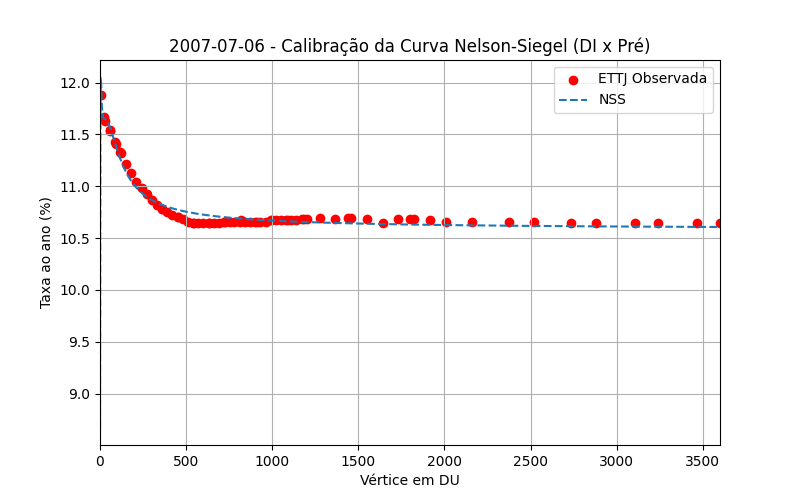 2007-07-06 - Calibração da Curva Nelson-Siegel (DI x Pré)
ETTJ Observada
NSS
Taxa ao ano (%)
12.0
11.5
11.0
10.5
10.0
9.5
9.0
0 500 1000 1500 2000 2500 3000 3500
Vértice em DU